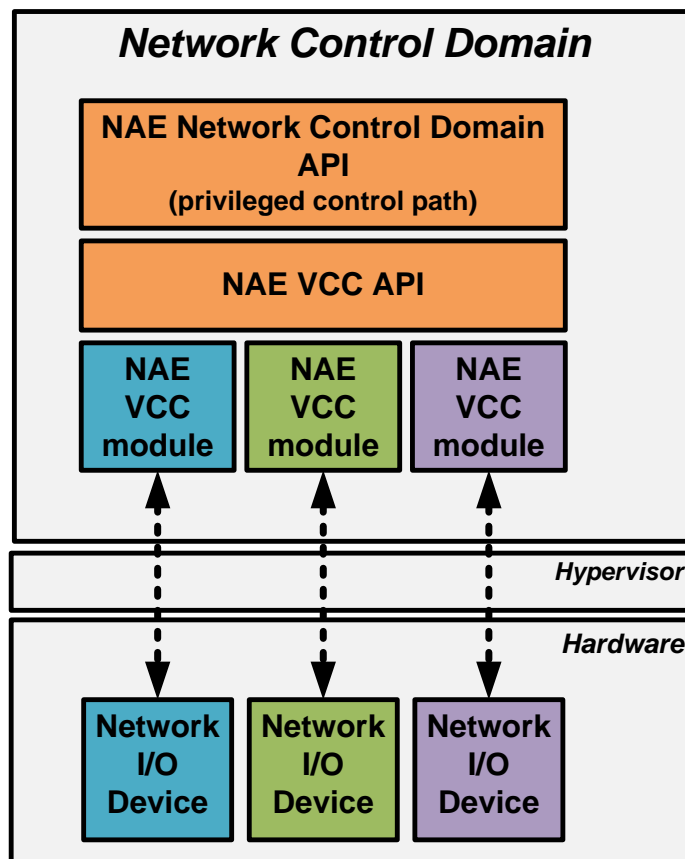 Network Control Domain
NAE Network Control Domain
API
(privileged control path)
NAE VCC API
NAE
VCC
module
NAE
VCC
module
NAE
VCC
module
Hypervisor
Hardware
Network
I/O
Device
Network
I/O
Device
Network
I/O
Device